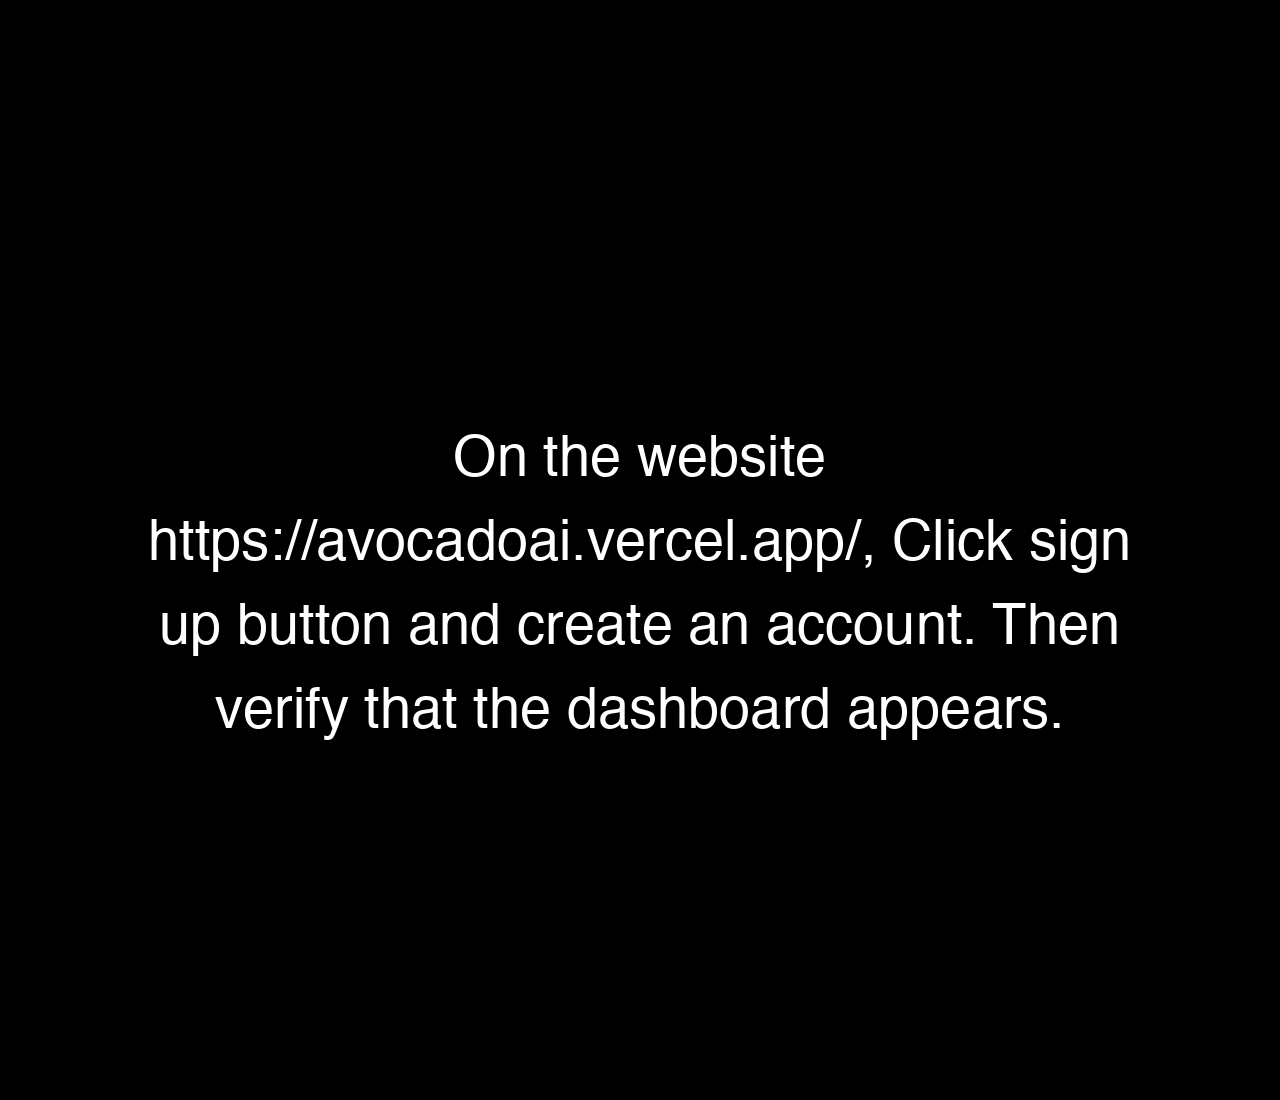 On the website
https://avocadoai.vercel.app/, Click sign
up button and create an account. Then
verify that the dashboard appears.